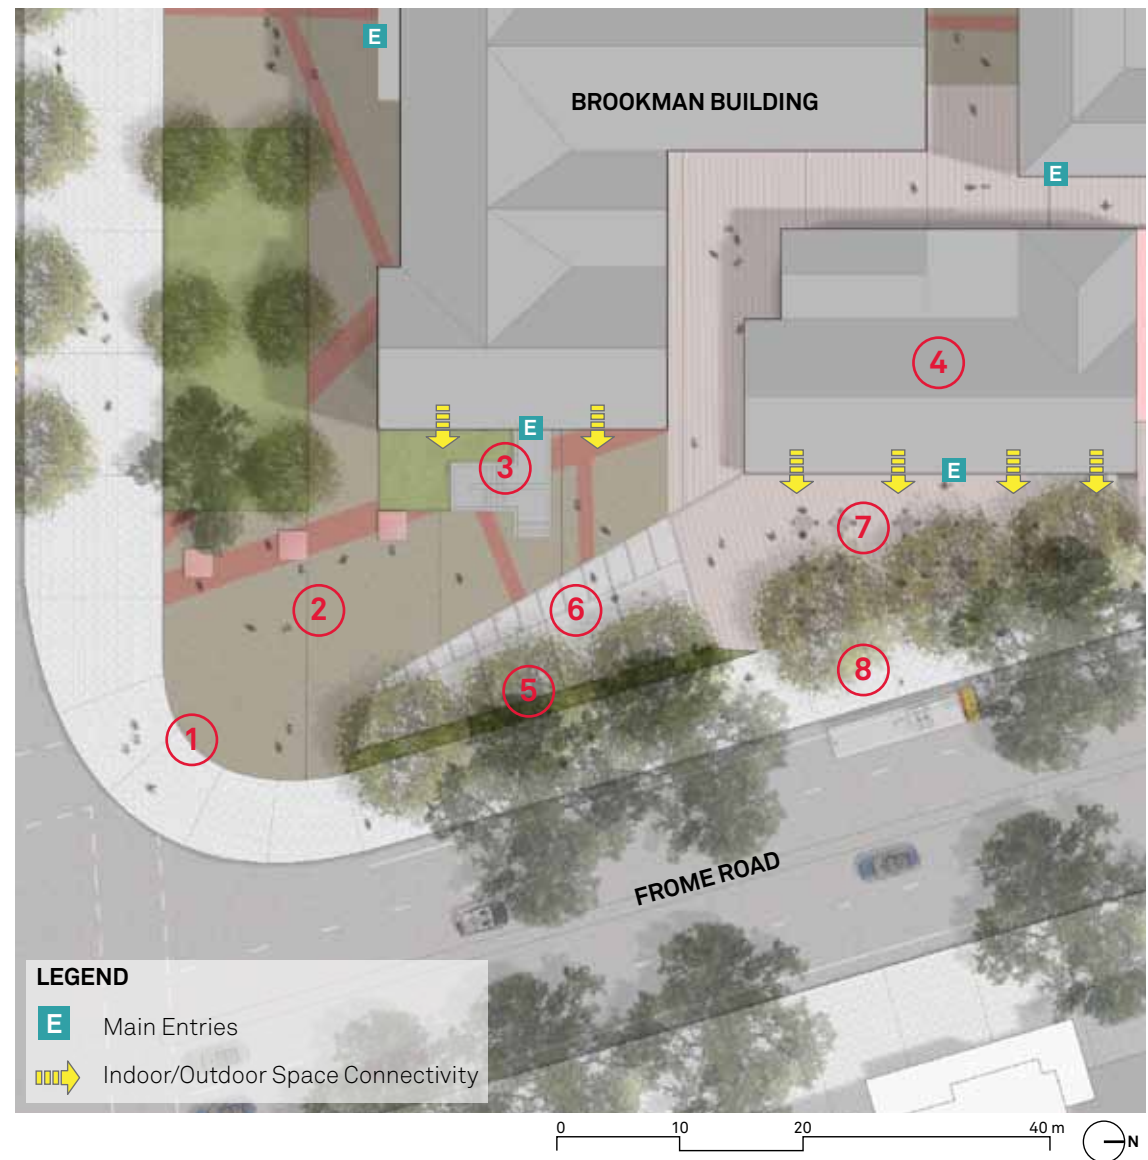 E
BROOKMAN BUILDING
E
4
E
3
E
7
2
6
8
5
1
FROME ROAD
LEGEND
E Main Entries
Indoor/Outdoor Space Connectivity
0 10 20 40 m
N